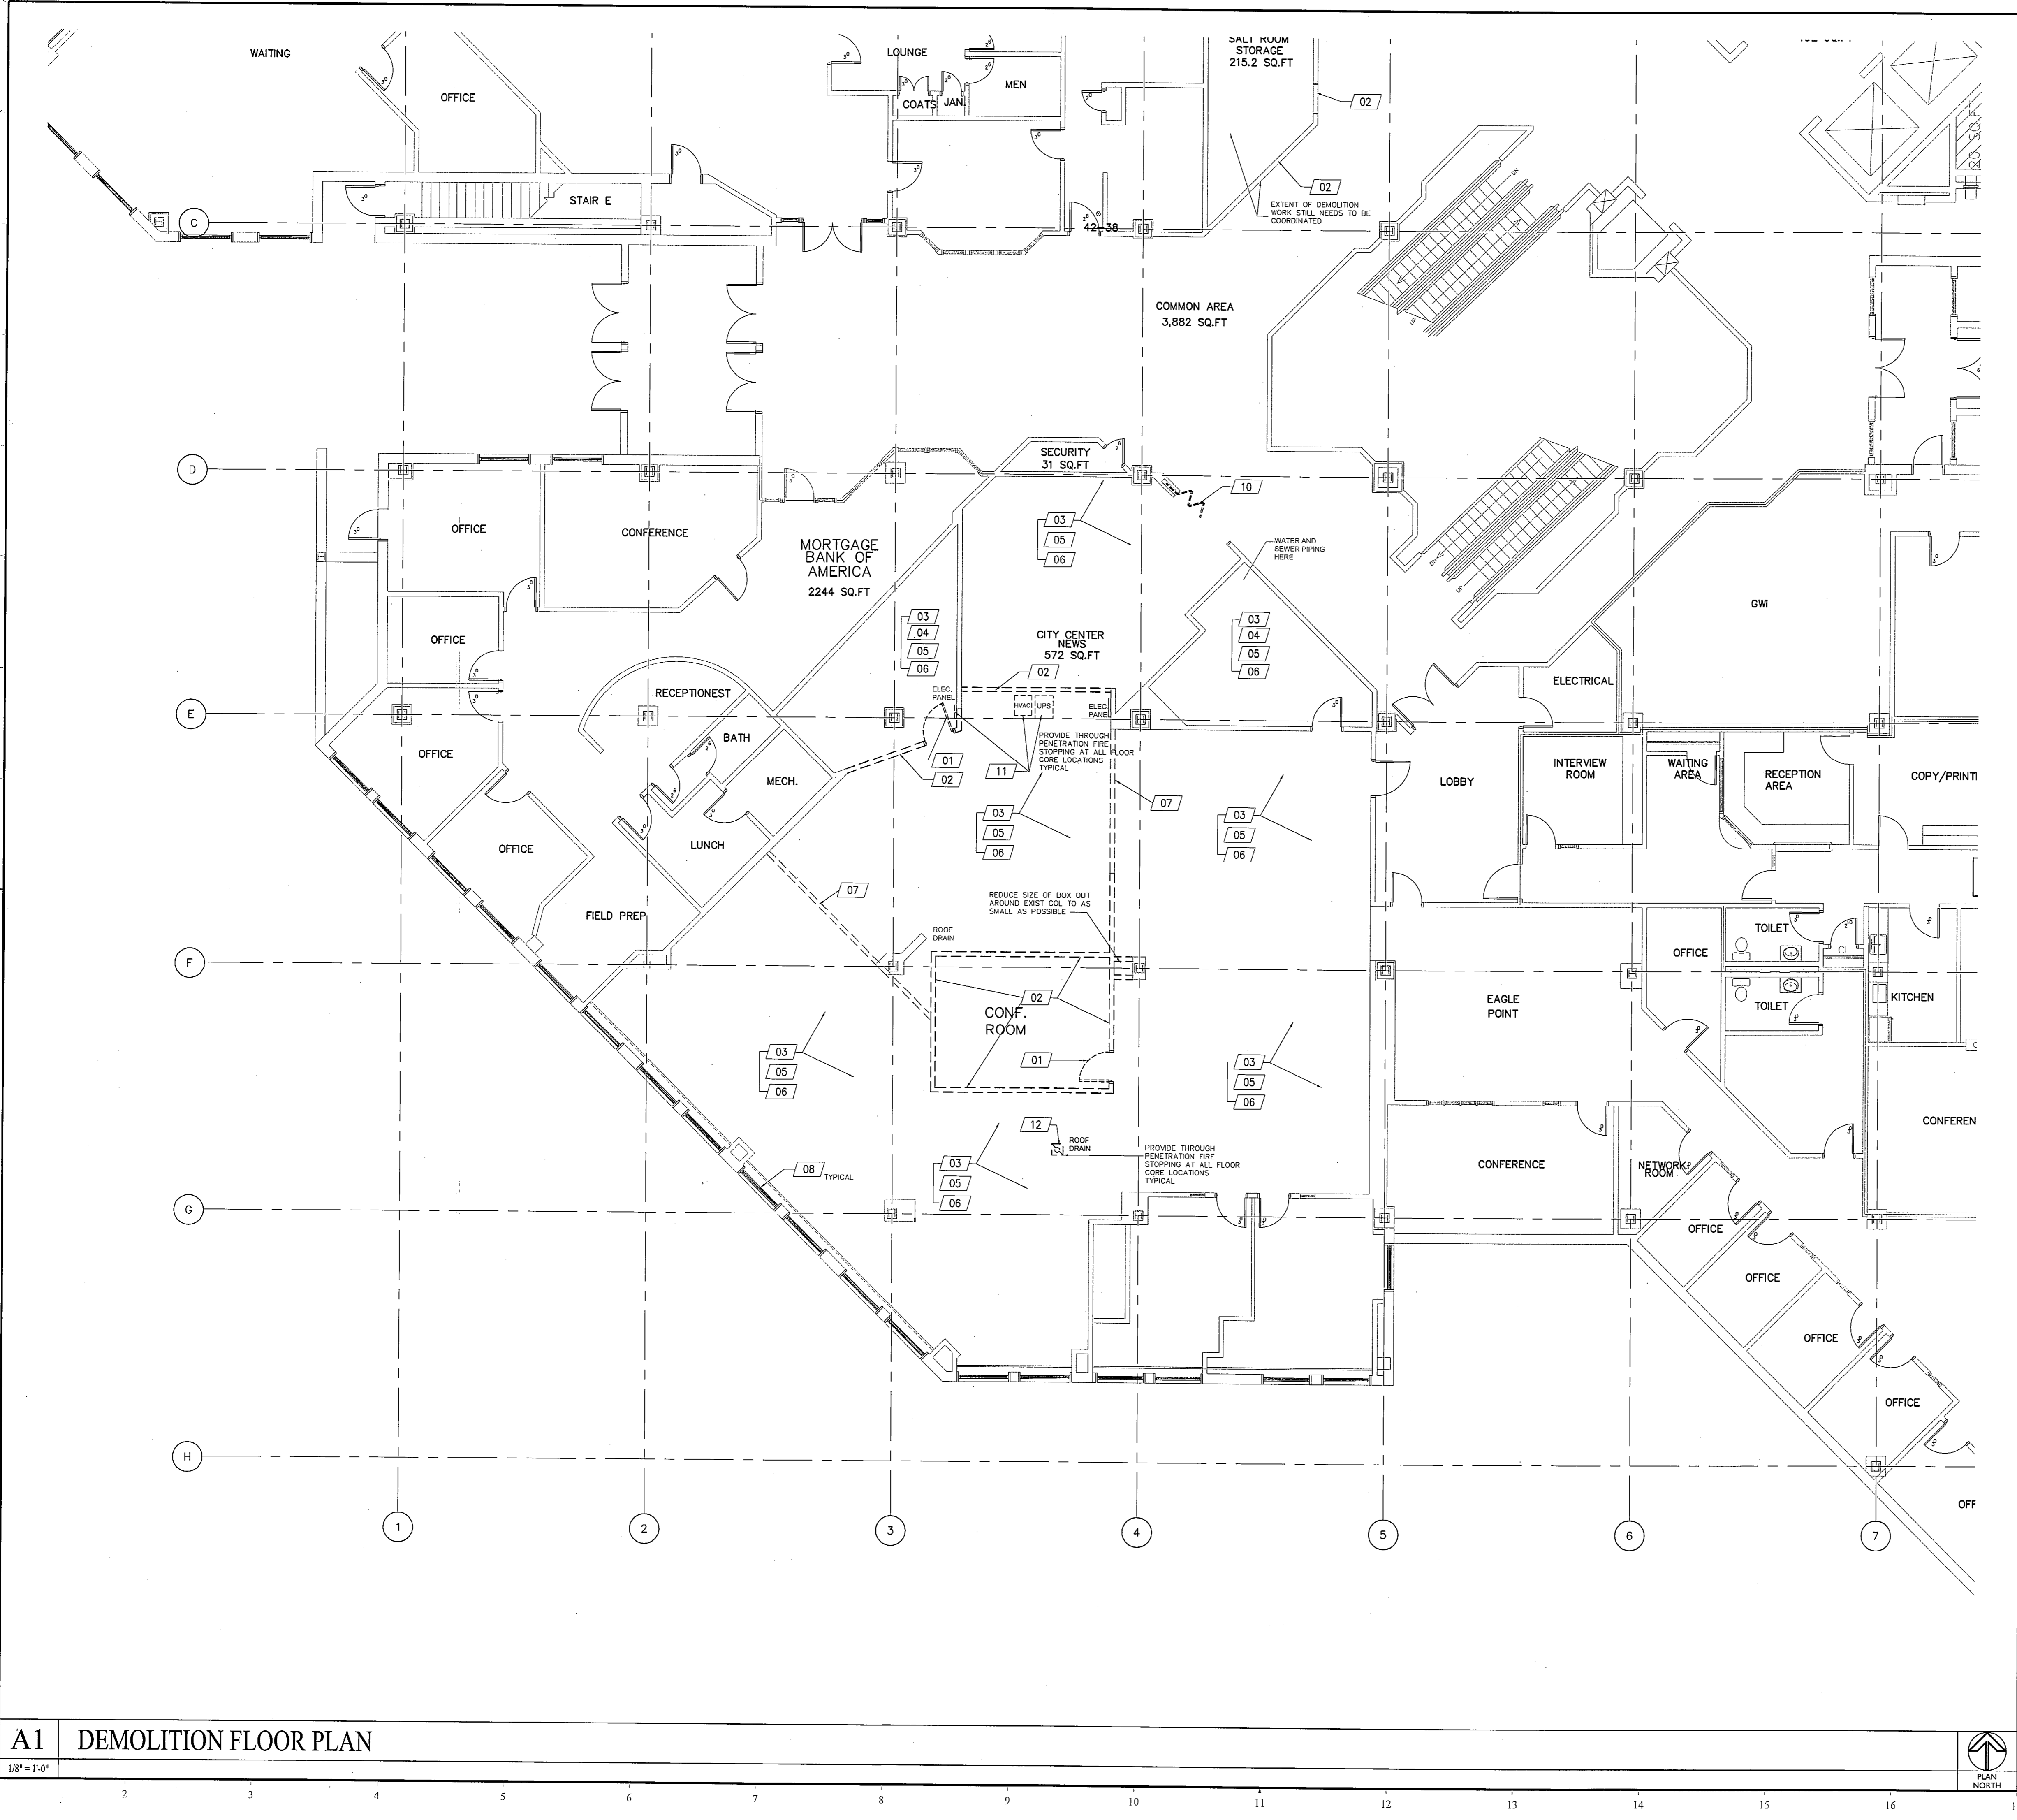 WAITING
OFFICE
LOUNGE
COATS
JAN.
MEN
SALT ROOM
STORAGE
215.2 SQ.FT
02
02
EXTENT OF DEMOLITION
WORK STILL NEEDS TO BE
COORDINATED
STAIR E
C
42-38
DN
UP
COMMON AREA
3,882 SQ.FT
D
SECURITY
31 SQ.FT
10
OFFICE
CONFERENCE
MORTGAGE
BANK OF
AMERICA
2244 SQ.FT
03
05
06
WATER AND
SEWER PIPING
HERE
DN
UP
GWI
OFFICE
03
04
05
06
CITY CENTER
NEWS
572 SQ.FT
03
04
05
06
02
RECEPTIONEST
ELEC.
PANEL
HVAC
UPS
ELEC.
PANEL
ELECTRICAL
E
OFFICE
BATH
MECH.
01
02
11
PROVIDE THROUGH
PENETRATION FIRE
STOPPING AT ALL FLOOR
CORE LOCATIONS
TYPICAL
07
LOBBY
INTERVIEW
ROOM
WAITING
AREA
RECEPTION
AREA
COPY/PRINTI
03
05
06
03
05
06
OFFICE
LUNCH
07
REDUCE SIZE OF BOX OUT
AROUND EXIST COL TO AS
SMALL AS POSSIBLE
FIELD PREP
ROOF
DRAIN
F
TOILET
CL.
OFFICE
02
CONF.
ROOM
EAGLE
POINT
TOILET
KITCHEN
03
05
06
01
03
05
06
12
ROOF
DRAIN
CONFEREN
PROVIDE THROUGH
PENETRATION FIRE
STOPPING AT ALL FLOOR
CORE LOCATIONS
TYPICAL
03
05
06
08
TYPICAL
CONFERENCE
NETWORK
ROOM
G
OFFICE
OFFICE
OFFICE
OFFICE
H
OFF
1
2
3
4
5
6
7
A1
DEMOLITION FLOOR PLAN
1/8" = 1'-0"
PLAN
NORTH
2 3 4 5 6 7 8 9 10 11 12 13 14 15 16